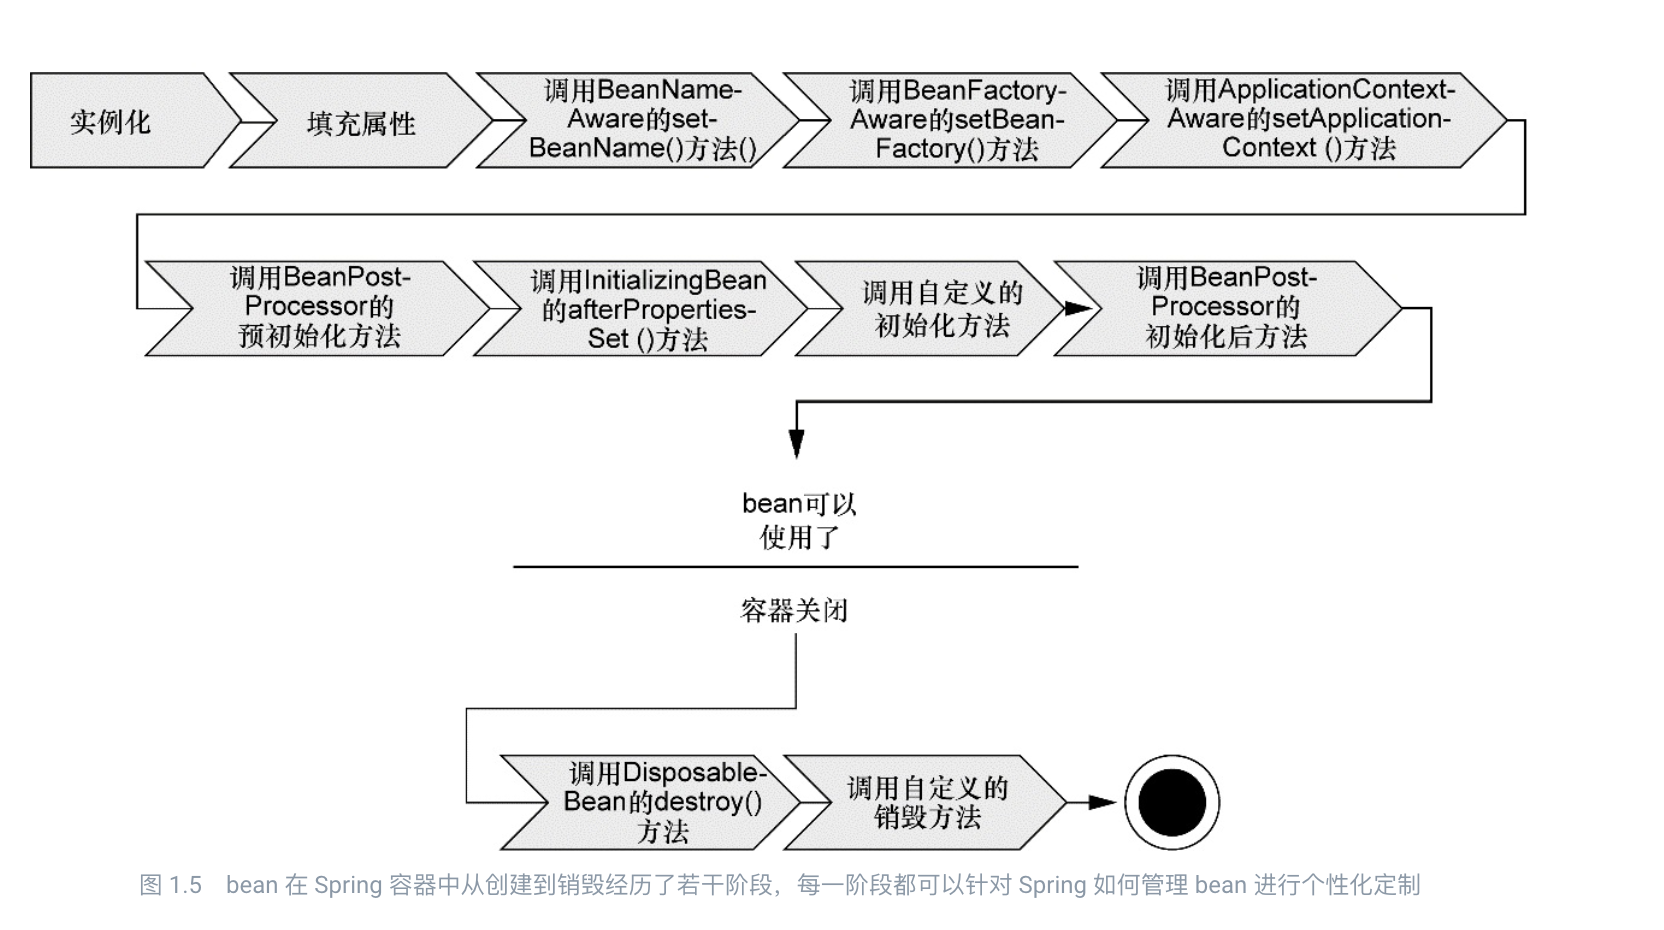 实例化
填充属性
调用BeanName-
Aware的set-
BeanName()方法()
调用BeanFactory-
Aware的setBean-
Factory()方法
调用ApplicationContext-
Aware的setApplication-
Context ()方法
调用BeanPost-
Processor的
预初始化方法
调用InitializingBean
的afterProperties-
Set ()方法
调用自定义的
初始化方法
调用BeanPost-
Processor的
初始化后方法
bean可以
使用了
容器关闭
调用Disposable-
Bean的destroy()
方法
调用自定义的
销毁方法
图 1.5　bean 在 Spring 容器中从创建到销毁经历了若干阶段，每一阶段都可以针对 Spring 如何管理 bean 进行个性化定制